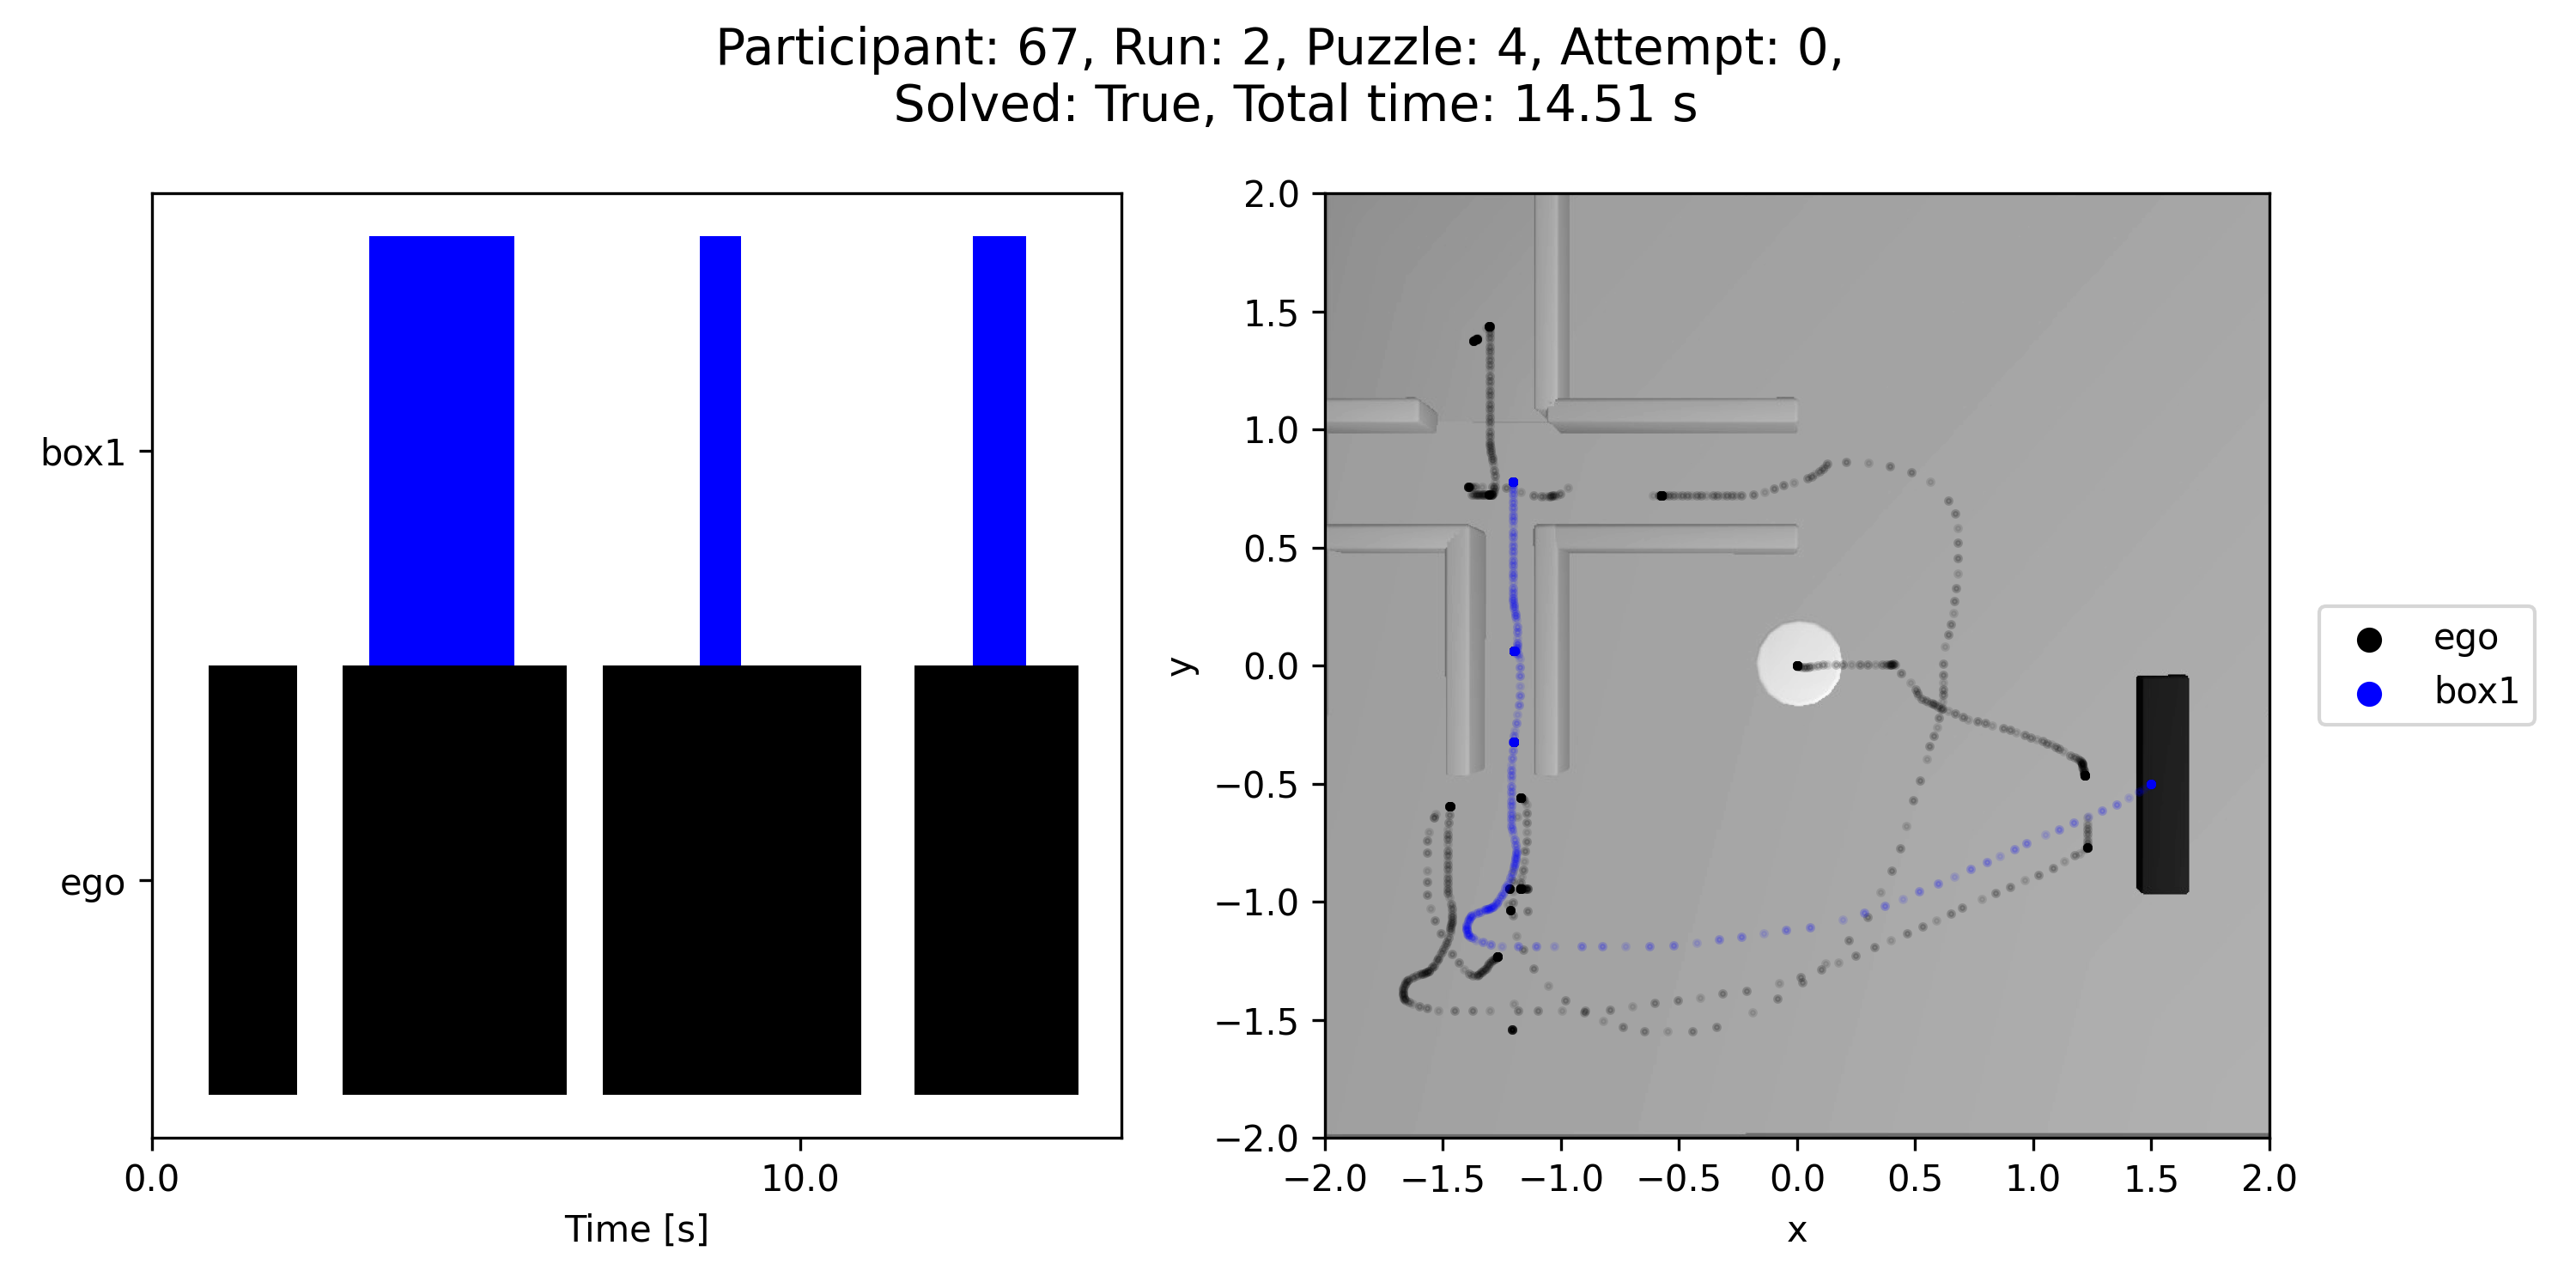 Participant: 67, Run: 2, Puzzle: 4, Attempt: 0,
Solved: True, Total time: 14.51 s
box1
ego
0.0
10.0
Time [s]
2.0
1.5
1.0
0.5
0.0
−0.5
−1.0
−1.5
−2.0
y
−2.0
−1.5
−1.0
−0.5
0.0
0.5
1.0
1.5
2.0
x
ego
box1